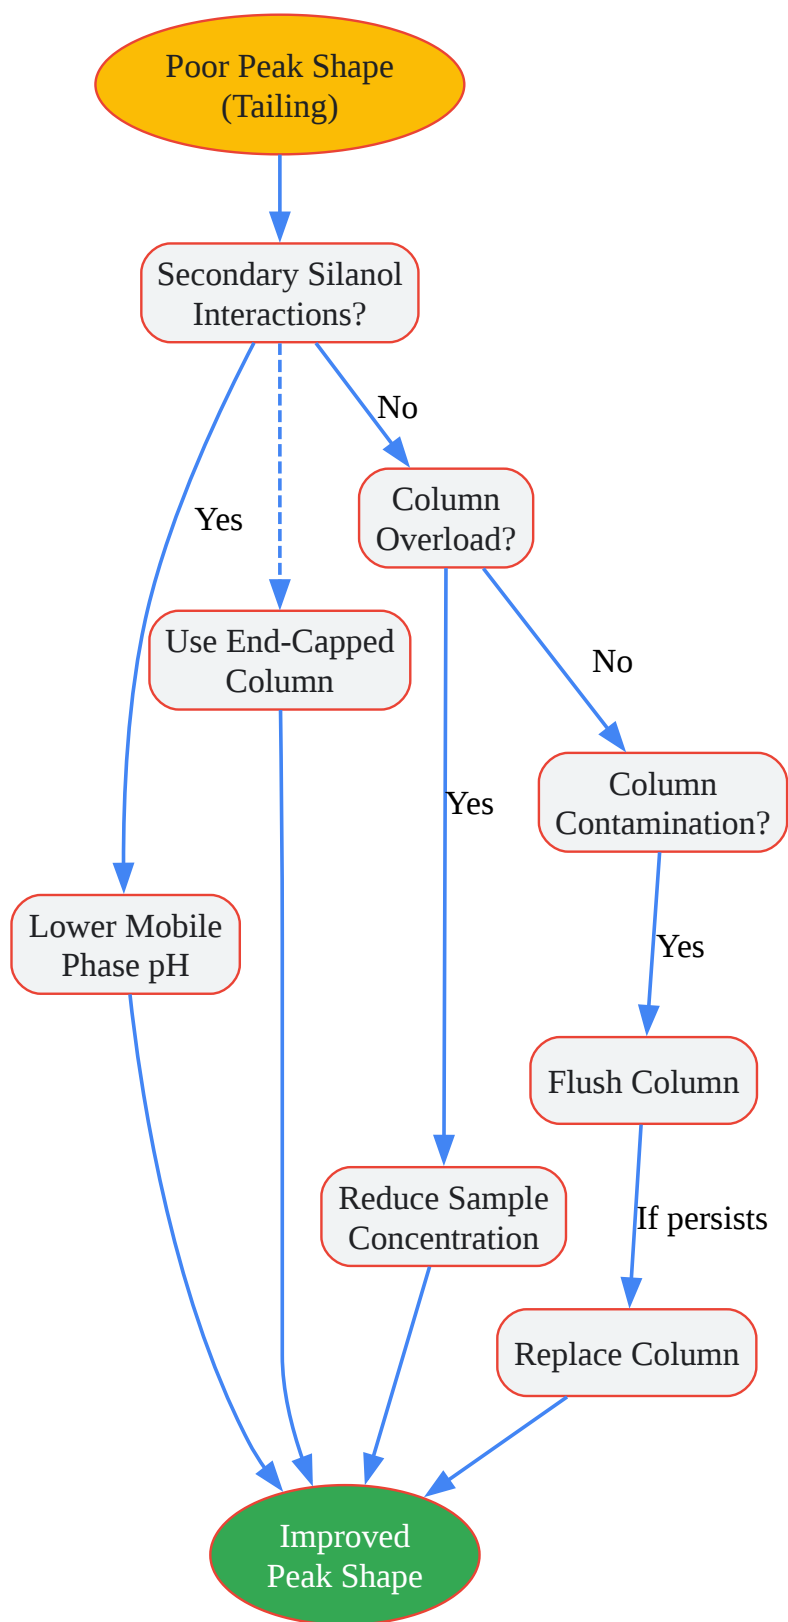 Poor Peak Shape
(Tailing)
Secondary Silanol
Interactions?
No
Column
Overload?
Yes
Use End-Capped
Column
No
Column
Contamination?
Yes
Lower Mobile
Phase pH
Yes
Flush Column
Reduce Sample
Concentration
If persists
Replace Column
Improved
Peak Shape